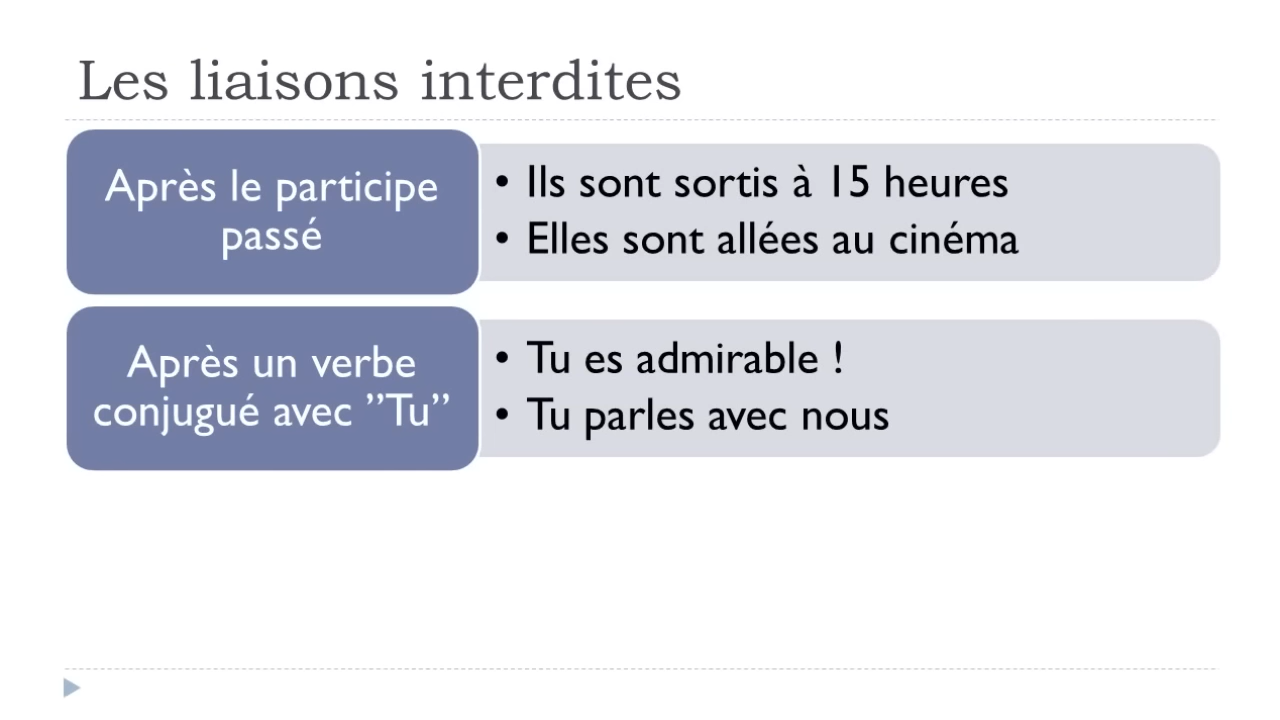 Les liaisons interdites
Après le participe
passé
• Ils sont sortis à 15 heures
• Elles sont allées au cinéma
Après un verbe
conjugué avec ”Tu”
• Tu es admirable !
• Tu parles avec nous